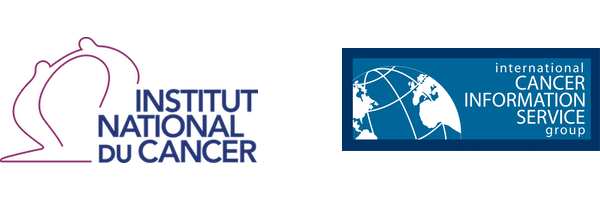 INSTITUT
NATIONAL
DU CANCER
international
CANCER
INFORMATION
SERVICE
group